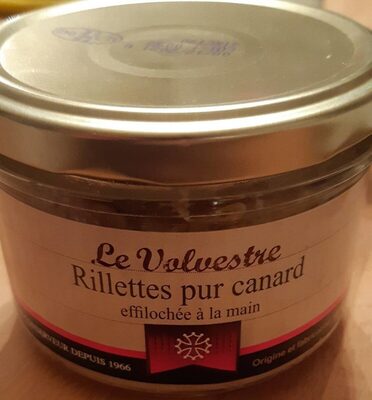 Le Volvestre
Rillettes pur canard
effilochée à la main
DEPUIS 1966
Origine et